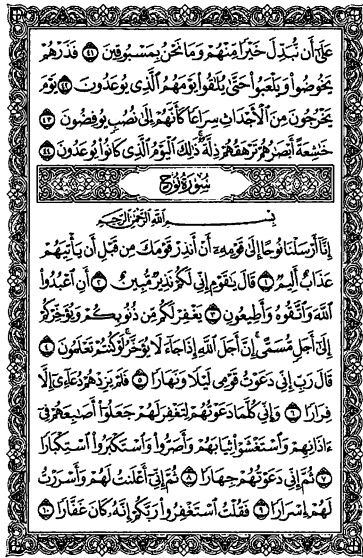 عَلَىٰٓ أَن نُّبَدِّلَ خَيْرًا مِّنْهُمْ وَمَا نَحْنُ بِمَسْبُوقِينَ ٤١ فَذَرْهُمْ
يَخُوضُوا۟ وَيَلْعَبُوا۟ حَتَّىٰ يُلَٰقُوا۟ يَوْمَهُمُ ٱلَّذِى يُوعَدُونَ ٤٢ يَوْمَ
يَخْرُجُونَ مِنَ ٱلْأَجْدَاثِ سِرَاعًا كَأَنَّهُمْ إِلَىٰ نُصُبٍ يُوفِضُونَ ٤٣
خَٰشِعَةً أَبْصَٰرُهُمْ تَرْهَقُهُمْ ذِلَّةٌ ذَٰلِكَ ٱلْيَوْمُ ٱلَّذِى كَانُوا۟ يُوعَدُونَ ٤٤
سُورَةُ نُوحٍ
بِسْمِ ٱللَّهِ ٱلرَّحْمَٰنِ ٱلرَّحِيمِ
إِنَّآ أَرْسَلْنَا نُوحًا إِلَىٰ قَوْمِهِۦٓ أَنْ أَنذِرْ قَوْمَكَ مِن قَبْلِ أَن يَأْتِيَهُمْ
عَذَابٌ أَلِيمٌ ١ قَالَ يَٰقَوْمِ إِنِّى لَكُمْ نَذِيرٌ مُّبِينٌ ٢ أَنِ ٱعْبُدُوا۟
ٱللَّهَ وَٱتَّقُوهُ وَأَطِيعُونِ ٣ يَغْفِرْ لَكُم مِّن ذُنُوبِكُمْ وَيُؤَخِّرْكُمْ
إِلَىٰٓ أَجَلٍ مُّسَمًّى إِنَّ أَجَلَ ٱللَّهِ إِذَا جَآءَ لَا يُؤَخَّرُ لَوْ كُنتُمْ تَعْلَمُونَ ٤
قَالَ رَبِّ إِنِّى دَعَوْتُ قَوْمِى لَيْلًا وَنَهَارًا ٥ فَلَمْ يَزِدْهُمْ دُعَآءِىٓ إِلَّا
فِرَارًا ٦ وَإِنِّى كُلَّمَا دَعَوْتُهُمْ لِتَغْفِرَ لَهُمْ جَعَلُوٓا۟ أَصَٰبِعَهُمْ فِىٓ
ءَاذَانِهِمْ وَٱسْتَغْشَوْا۟ ثِيَابَهُمْ وَأَصَرُّوا۟ وَٱسْتَكْبَرُوا۟ ٱسْتِكْبَارًا
٧ ثُمَّ إِنِّى دَعَوْتُهُمْ جِهَارًا ٨ ثُمَّ إِنِّىٓ أَعْلَنتُ لَهُمْ وَأَسْرَرْتُ
لَهُمْ إِسْرَارًا ٩ فَقُلْتُ ٱسْتَغْفِرُوا۟ رَبَّكُمْ إِنَّهُۥ كَانَ غَفَّارًا ١٠